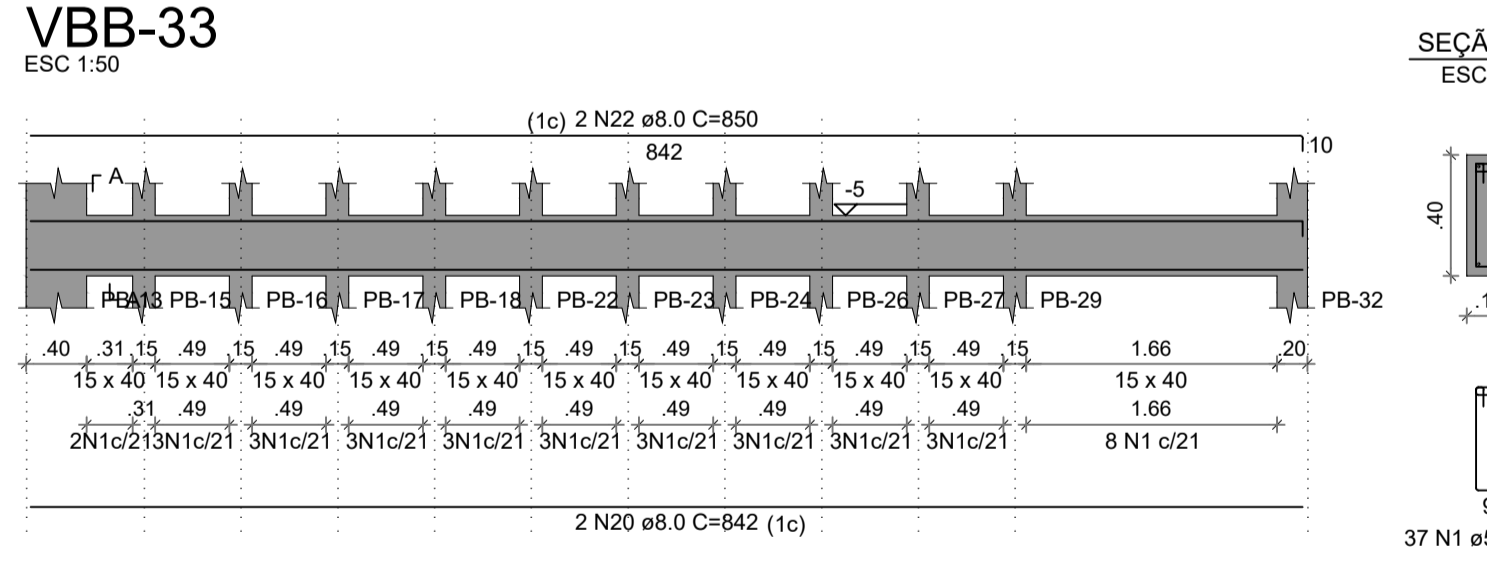 VBB-33
ESC 1:50
SEÇÃ
ESC
(1c) 2 N22 ø8.0 C=850
842
10
A
-5
.40
PB-13 A PB-15 PB-16 PB-17 PB-18 PB-22 PB-23 PB-24 PB-26 PB-27 PB-29 PB-32
.1
.40 .31 .15 .49 .15 .49 .15 .49 .15 .49 .15 .49 .15 .49 .15 .49 .15 .49 .15 .49 .15 1.66 .20
15 x 40 15 x 40 15 x 40 15 x 40 15 x 40 15 x 40 15 x 40 15 x 40 15 x 40 15 x 40 15 x 40
.31 .49 .49 .49 .49 .49 .49 .49 .49 .49 1.66
2N1c/21 3N1c/21 3N1c/21 3N1c/21 3N1c/21 3N1c/21 3N1c/21 3N1c/21 3N1c/21 3N1c/21 8 N1 c/21
2 N20 ø8.0 C=842 (1c)
37 N1 ø5